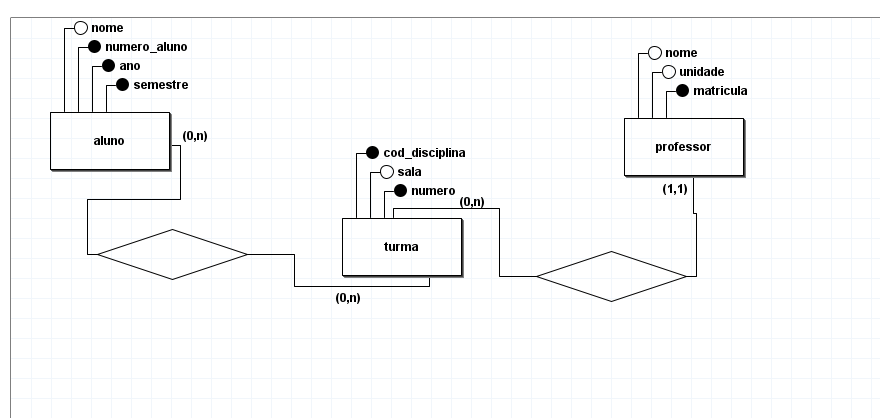 nome
numero_aluno
ano
semestre
aluno
(0,n)
cod_disciplina
sala
numero
(0,n)
turma
(0,n)
nome
unidade
matricula
professor
(1,1)